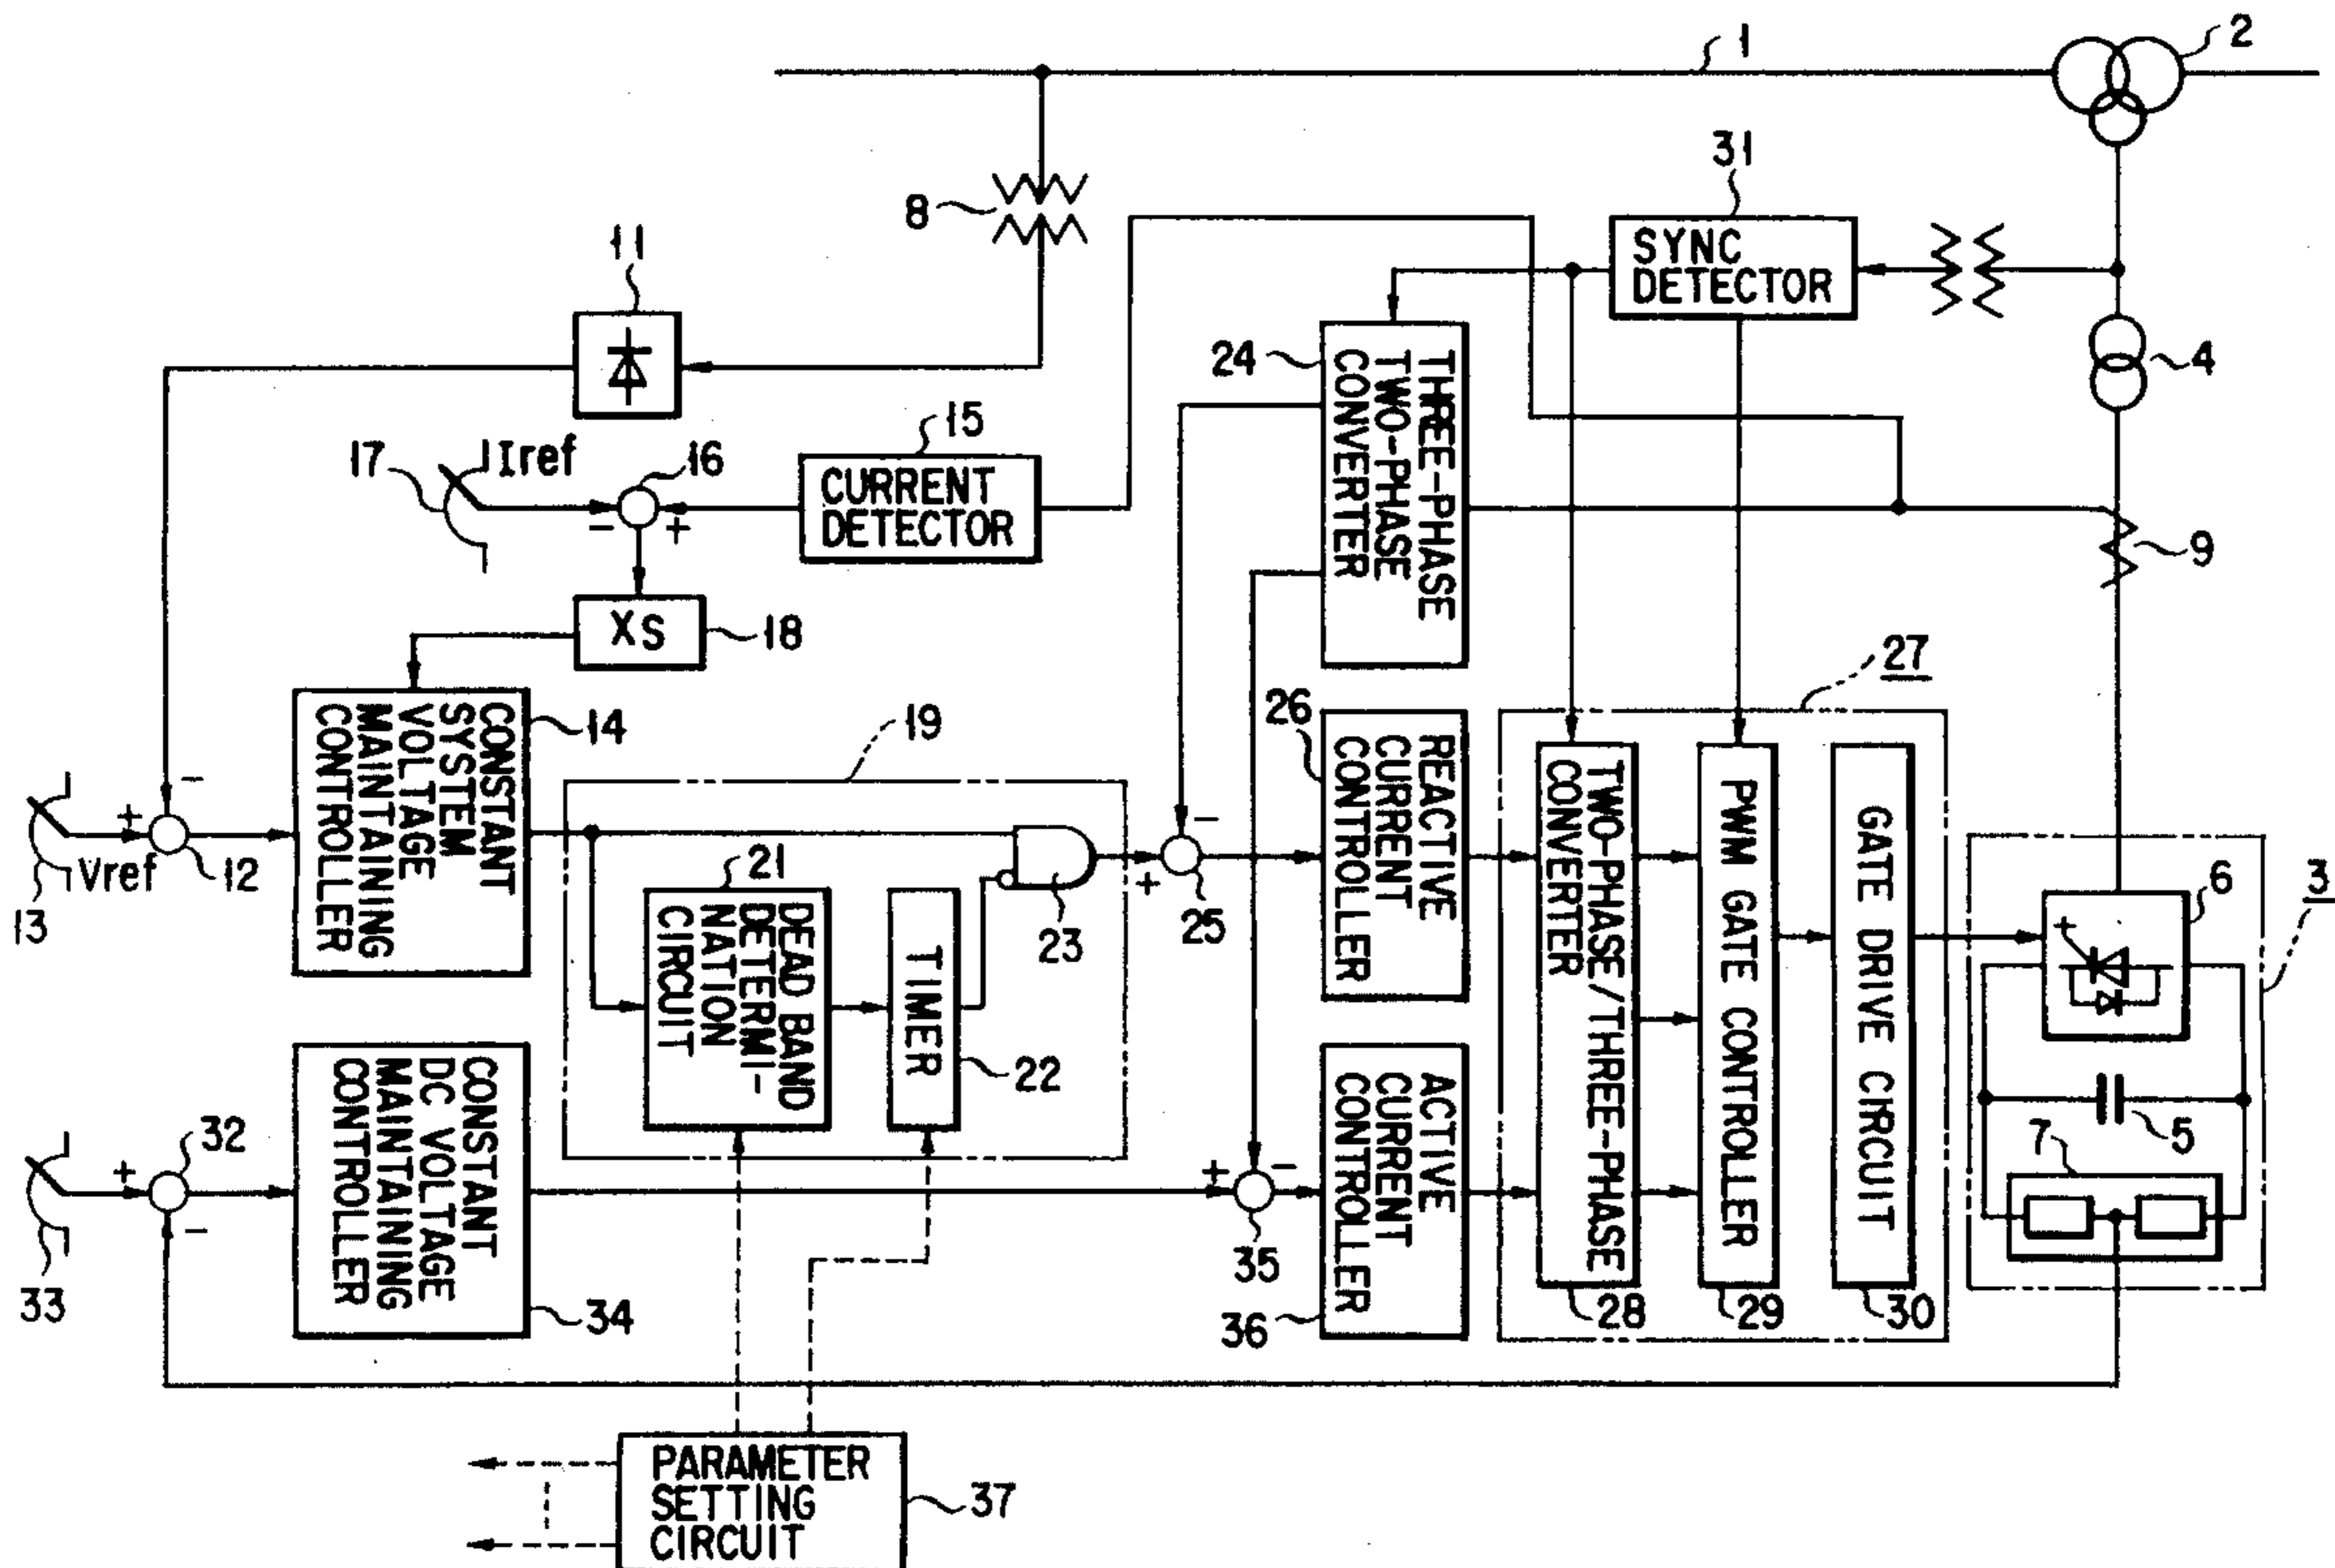 1
2
31
8
SYNC
DETECTOR
11
4
24
THREE-PHASE
TWO-PHASE
CONVERTER
15
17
Iref
16
CURRENT
DETECTOR
-
+
9
XS
18
27
26
14
19
CONSTANT
SYSTEM
VOLTAGE
MAINTAINING
CONTROLLER
REACTIVE
CURRENT
CONTROLLER
TWO-PHASE/THREE-PHASE
CONVERTER
PWM GATE CONTROLLER
GATE DRIVE CIRCUIT
-
+
-
+
Vref
12
13
21
23
25
6
3
+
DEAD BAND
DETERMI-
NATION
CIRCUIT
TIMER
22
CONSTANT
DC VOLTAGE
MAINTAINING
CONTROLLER
ACTIVE
CURRENT
CONTROLLER
5
7
32
+
-
+
-
33
34
35
36
28
29
30
PARAMETER
SETTING
CIRCUIT
37